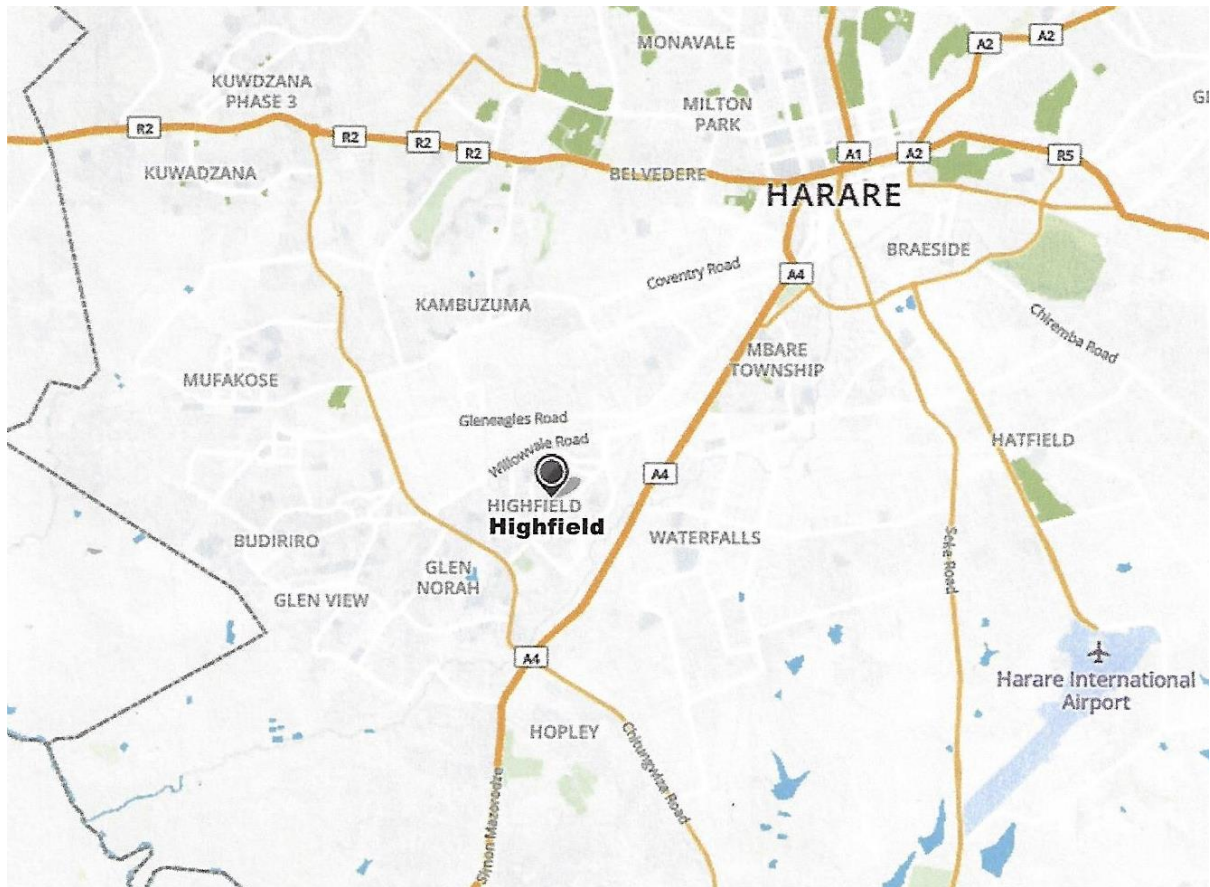 MONAVALE
A2
A2
KUWDZANA
PHASE 3
GE
MILTON
PARK
R2
R2
R2
R2
A1
A2
R5
KUWADZANA
BELVEDERE
HARARE
BRAESIDE
Coventry Road
A4
KAMBUZUMA
Chiremba Road
MBARE
TOWNSHIP
MUFAKOSE
Gleneagles Road
HATFIELD
Willowvale Road
A4
HIGHFIELD
Highfield
BUDIRIRO
WATERFALLS
Seke Road
GLEN
NORAH
GLEN VIEW
A4
Harare International
Airport
HOPLEY
Chitungwiza Road
Simon Mazorodze